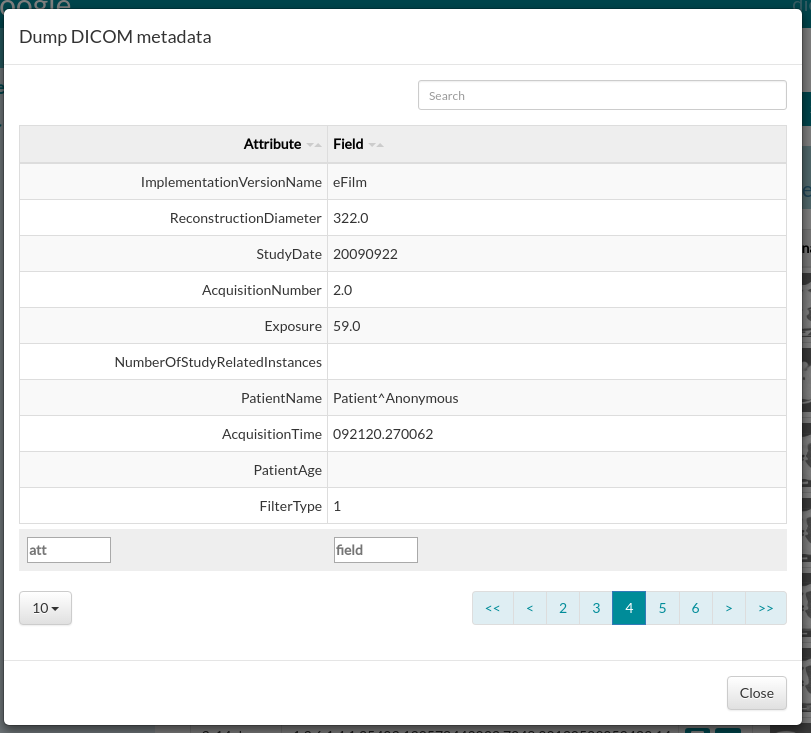 oogle
Dump DICOM metadata
Search
Attribute Field
ImplementationVersionName eFilm
ReconstructionDiameter 322.0
StudyDate 20090922
AcquisitionNumber 2.0
Exposure 59.0
NumberOfStudyRelatedInstances
PatientName Patient^Anonymous
AcquisitionTime 092120.270062
PatientAge
FilterType 1
att field
10 << < 2 3 4 5 6 > >>
Close